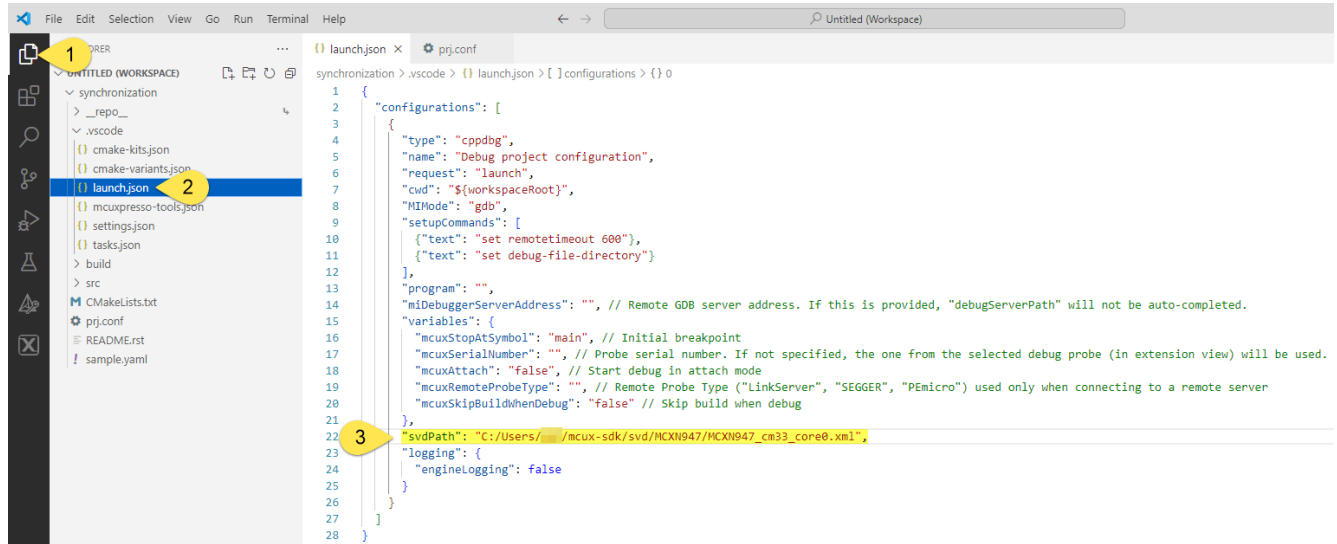 File Edit Selection View Go Run Terminal Help
Untitled (Workspace)
1
ORER
UNTITLED (WORKSPACE)
synchronization
__repo__
.vscode
cmake-kits.json
cmake-variants.json
launch.json
2
mcuxpresso-tools.json
settings.json
tasks.json
build
src
CMakeLists.txt
prj.conf
README.rst
sample.yaml
launch.json prj.conf
synchronization > .vscode > {} launch.json > [ ] configurations > {} 0
1 {
2 "configurations": [
3 {
4 "type": "cppdbg",
5 "name": "Debug project configuration",
6 "request": "launch",
7 "cwd": "${workspaceRoot}",
8 "MIMode": "gdb",
9 "setupCommands": [
10 {"text": "set remotetimeout 600"},
11 {"text": "set debug-file-directory"}
12 ],
13 "program": "",
14 "miDebuggerServerAddress": "", // Remote GDB server address. If this is provided, "debugServerPath" will not be auto-completed.
15 "variables": {
16 "mcuxStopAtSymbol": "main", // Initial breakpoint
17 "mcuxSerialNumber": "", // Probe serial number. If not specified, the one from the selected debug probe (in extension view) will be used.
18 "mcuxAttach": "false", // Start debug in attach mode
19 "mcuxRemoteProbeType": "", // Remote Probe Type ("LinkServer", "SEGGER", "PEmicro") used only when connecting to a remote server
20 "mcuxSkipBuildWhenDebug": "false" // Skip build when debug
21 },
22 3 "svdPath": "C:/Users/ /mcux-sdk/svd/MCXN947/MCXN947_cm33_core0.xml",
23 "logging": {
24 "engineLogging": false
25 }
26 }
27 ]
28 }